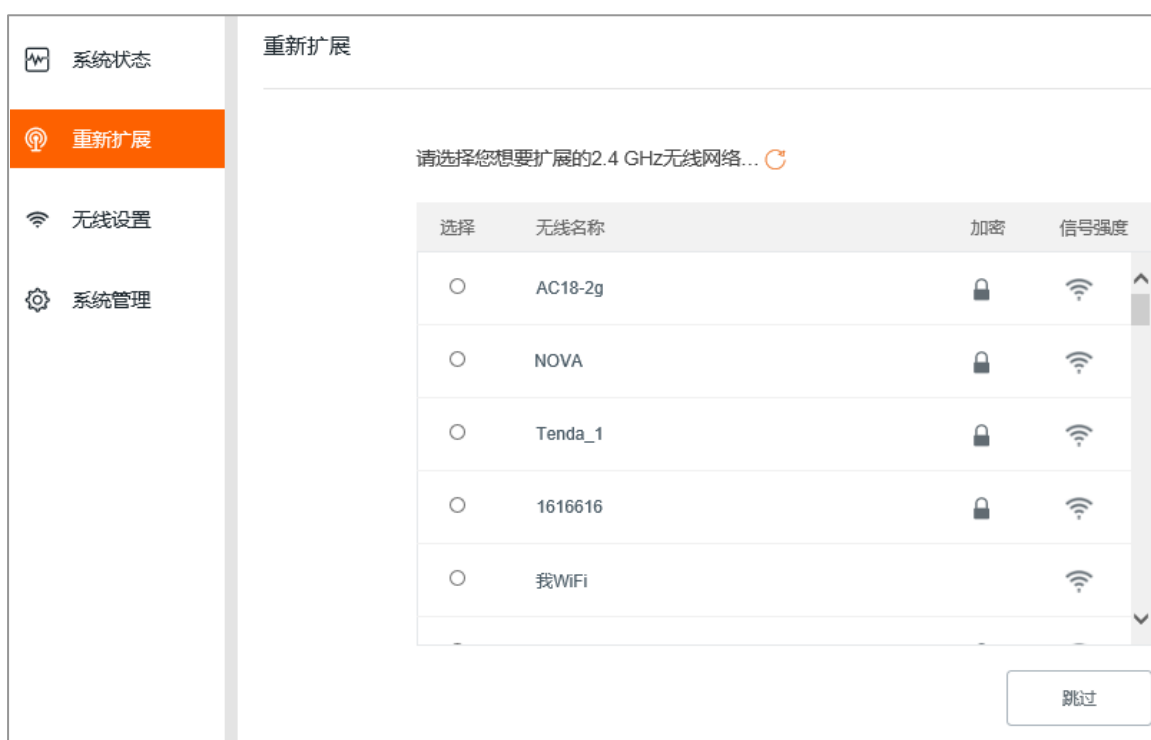 系统状态
重新扩展
无线设置
系统管理
重新扩展
请选择您想要扩展的2.4 GHz无线网络...
选择 无线名称 加密 信号强度
AC18-2g
NOVA
Tenda_1
1616616
我WiFi
跳过